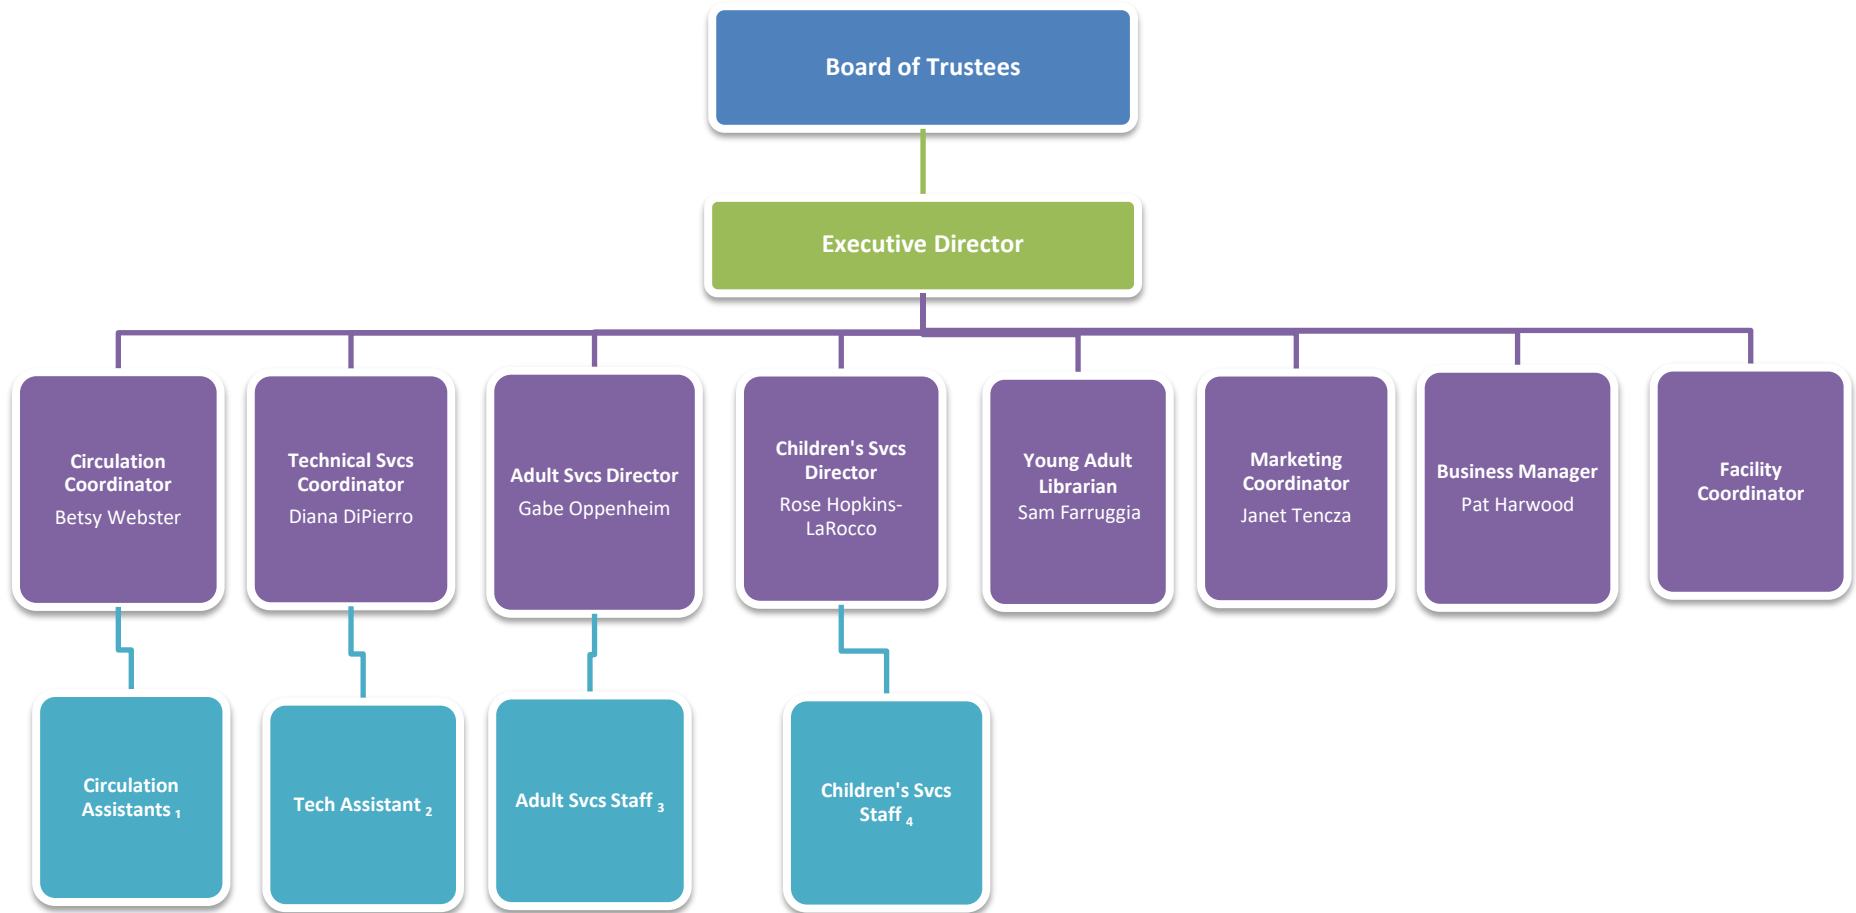 Board of Trustees
Executive Director
Circulation
Coordinator
Betsy Webster
Technical Svcs
Coordinator
Diana DiPierro
Adult Svcs Director
Gabe Oppenheim
Children's Svcs
Director
Rose Hopkins-
LaRocco
Young Adult
Librarian
Sam Farruggia
Marketing
Coordinator
Janet Tencza
Business Manager
Pat Harwood
Facility
Coordinator
Circulation
Assistants 1
Tech Assistant 2
Adult Svcs Staff 3
Children's Svcs
Staff 4